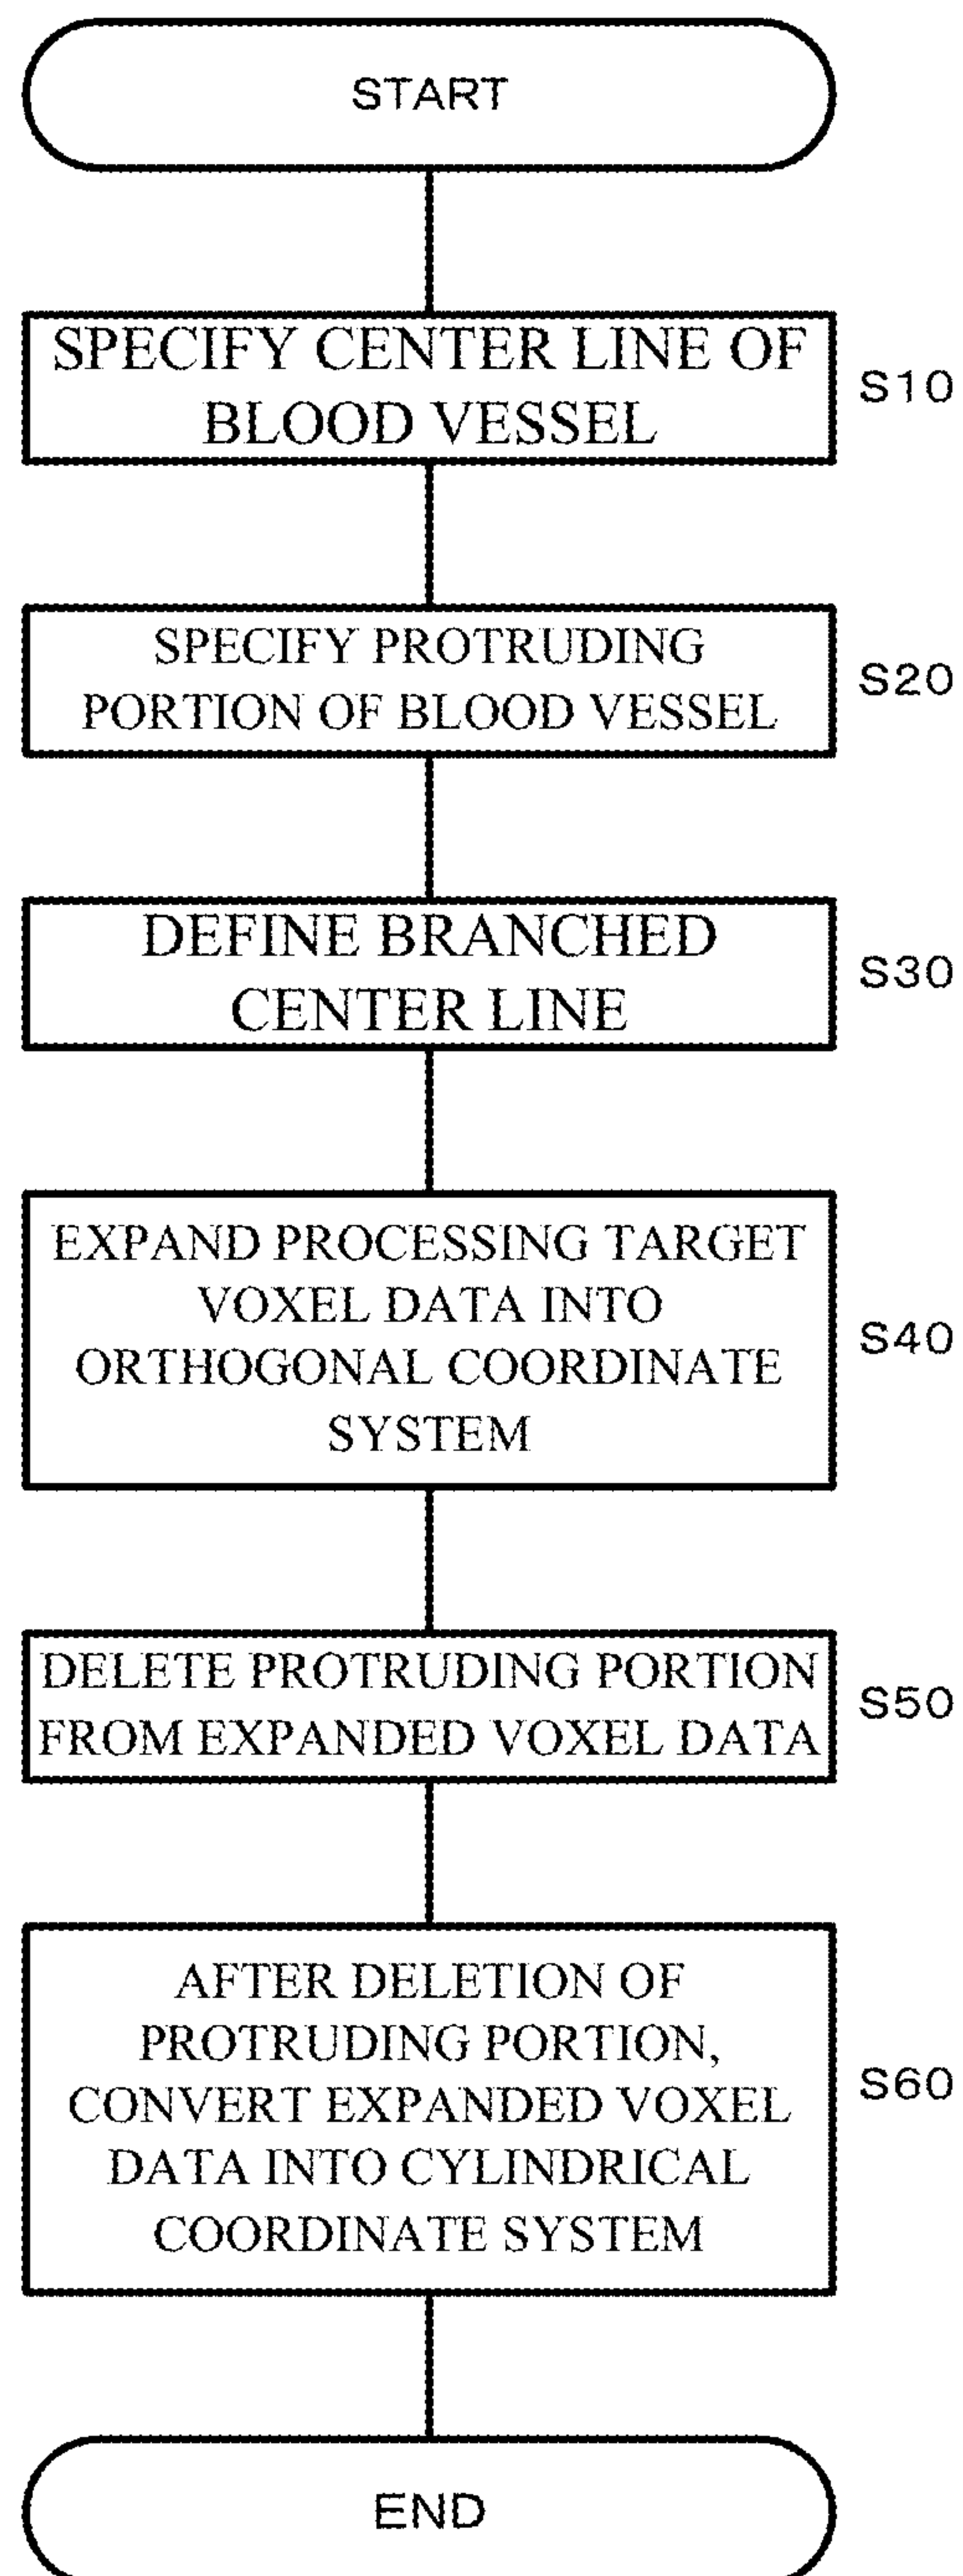 START
SPECIFY CENTER LINE OF
BLOOD VESSEL
S10
SPECIFY PROTRUDING
PORTION OF BLOOD VESSEL
S20
DEFINE BRANCHED
CENTER LINE
S30
EXPAND PROCESSING TARGET
VOXEL DATA INTO
ORTHOGONAL COORDINATE
SYSTEM
S40
DELETE PROTRUDING PORTION
FROM EXPANDED VOXEL DATA
S50
AFTER DELETION OF
PROTRUDING PORTION,
CONVERT EXPANDED VOXEL
DATA INTO CYLINDRICAL
COORDINATE SYSTEM
S60
END